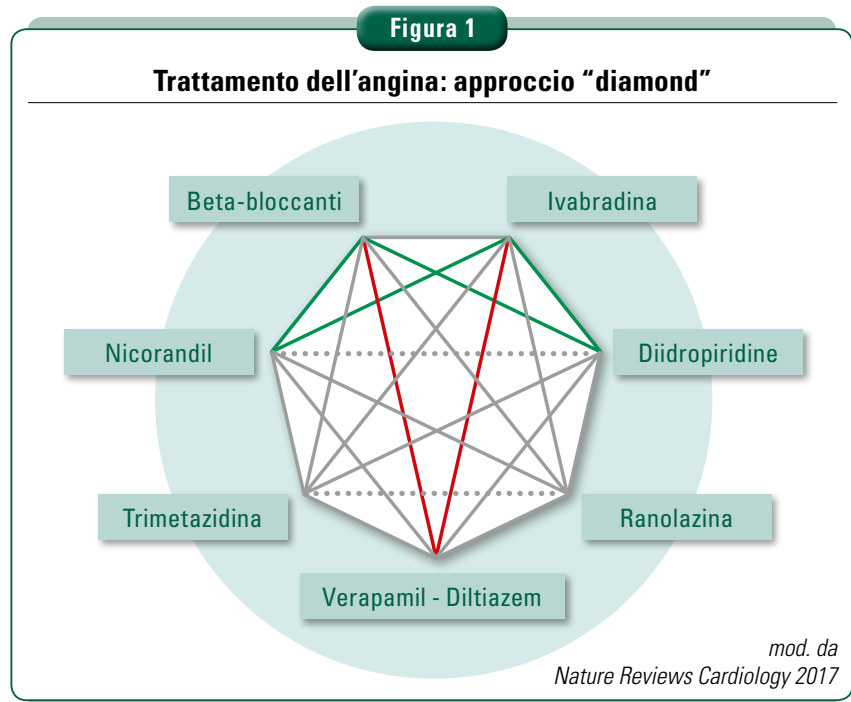 Figura 1
Trattamento dell'angina: approccio “diamond”
Beta-bloccanti
Ivabradina
Nicorandil
Diidropiridine
Trimetazidina
Ranolazina
Verapamil - Diltiazem
mod. da
Nature Reviews Cardiology 2017